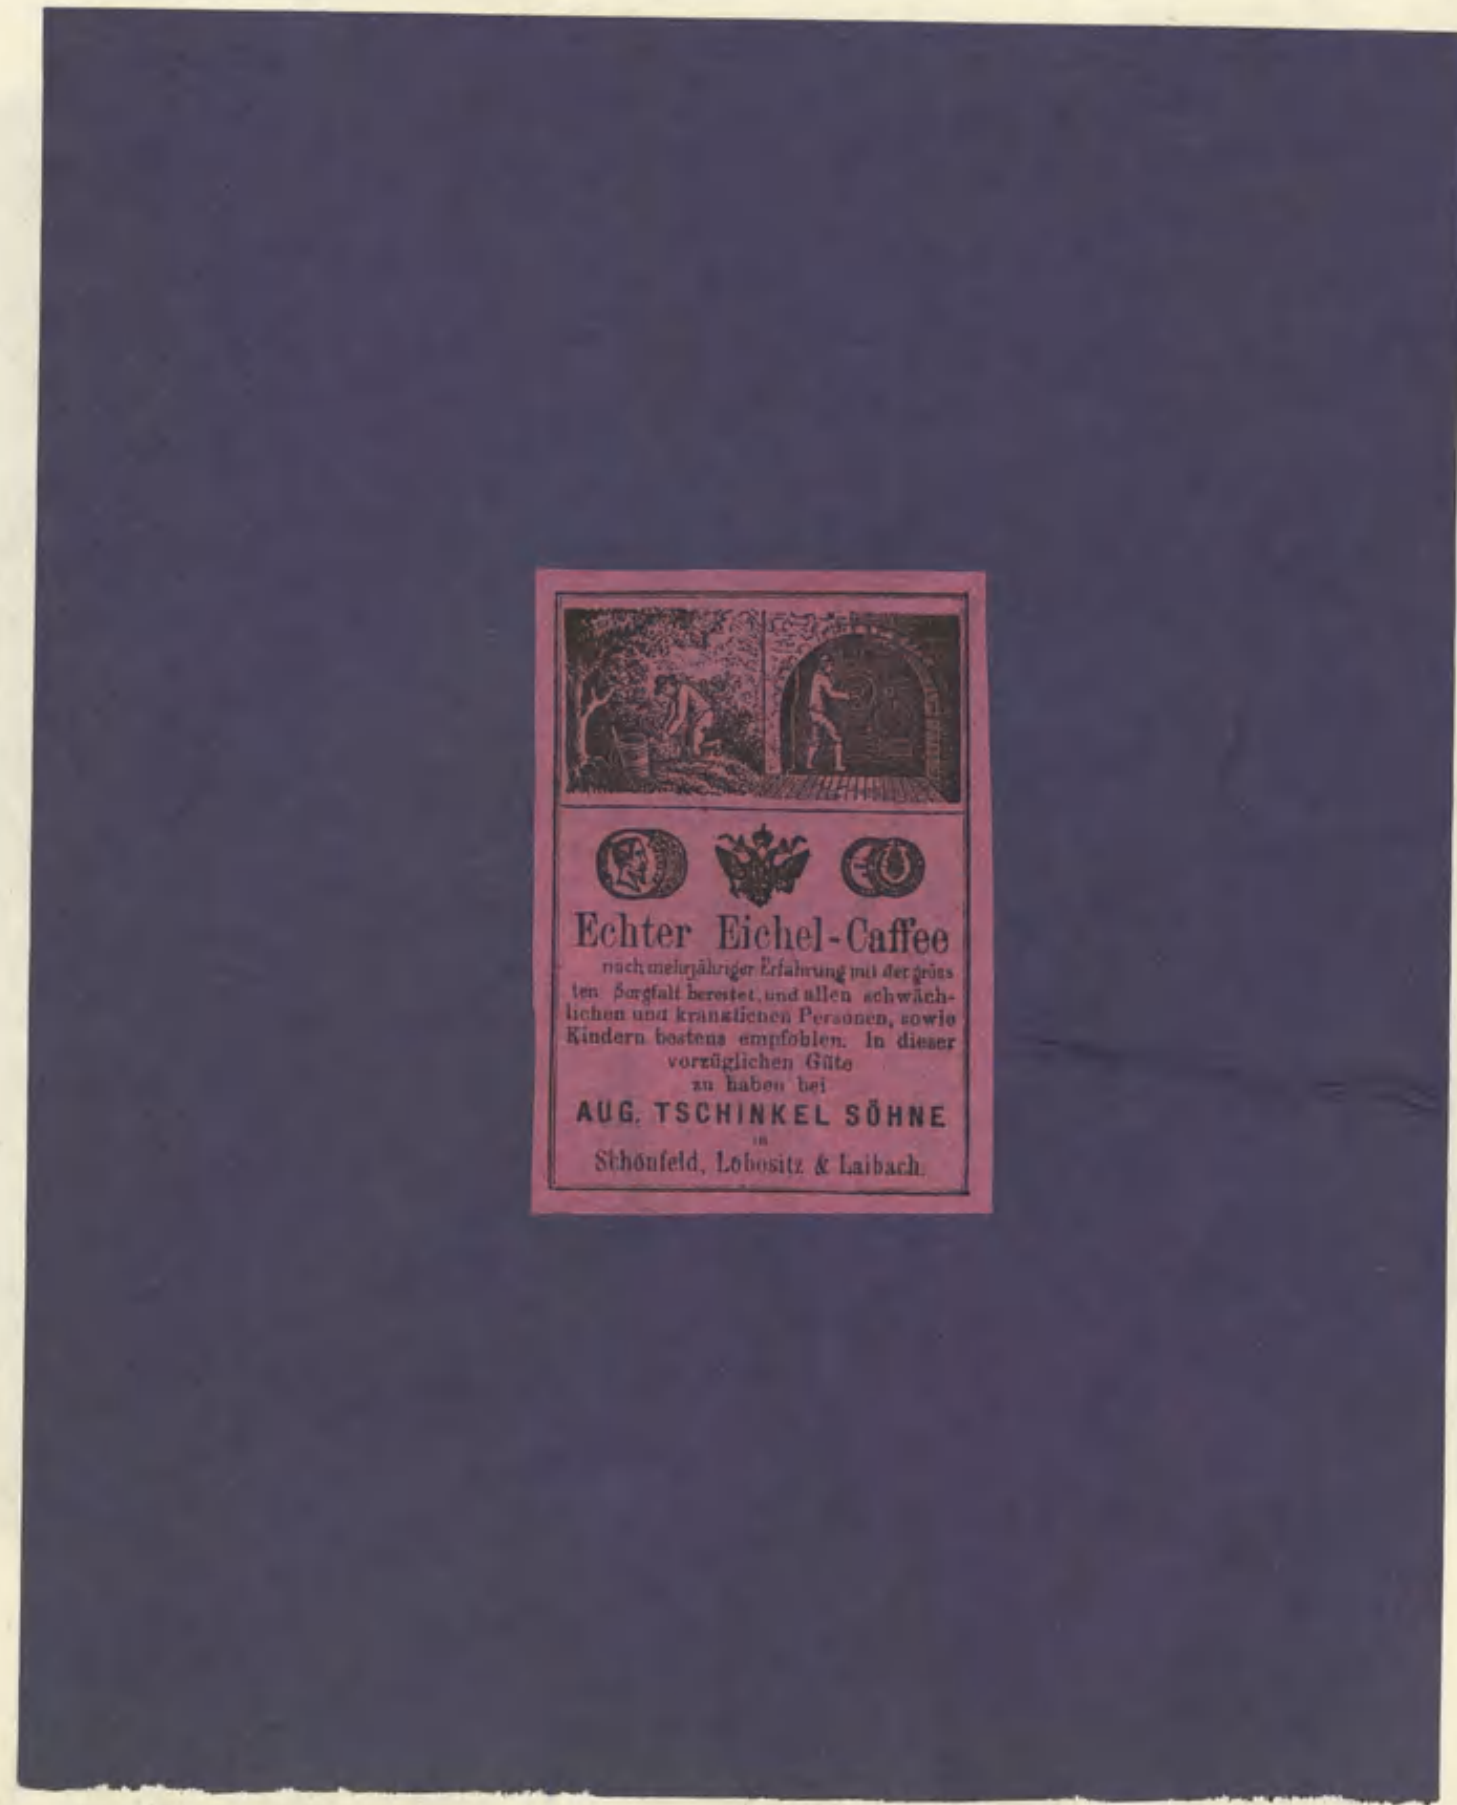 Echter Eichel-Caffee
nach mehrjähriger Erfahrung mit der gröss
ten Sorgfalt bereitet, und allen schwäch-
lichen und kränklichen Personen, sowie
Kindern bestens empfohlen. In dieser
vorzüglichen Güte
zu haben bei
AUG. TSCHINKEL SÖHNE
in
Schönfeld, Lobositz & Laibach.